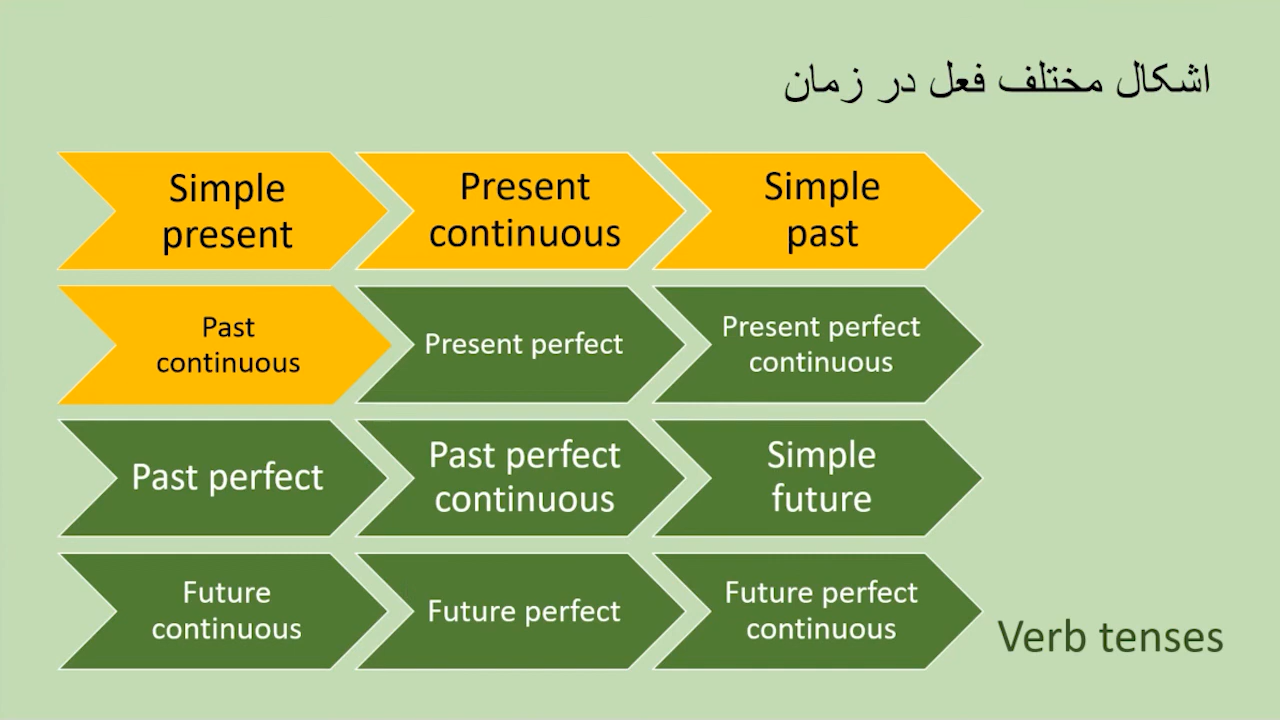 اشکال مختلف فعل در زمان
Simple
present
Present
continuous
Simple
past
Past
continuous
Present perfect
Present perfect
continuous
Past perfect
Past perfect
continuous
Simple
future
Future
continuous
Future perfect
Future perfect
continuous
Verb tenses